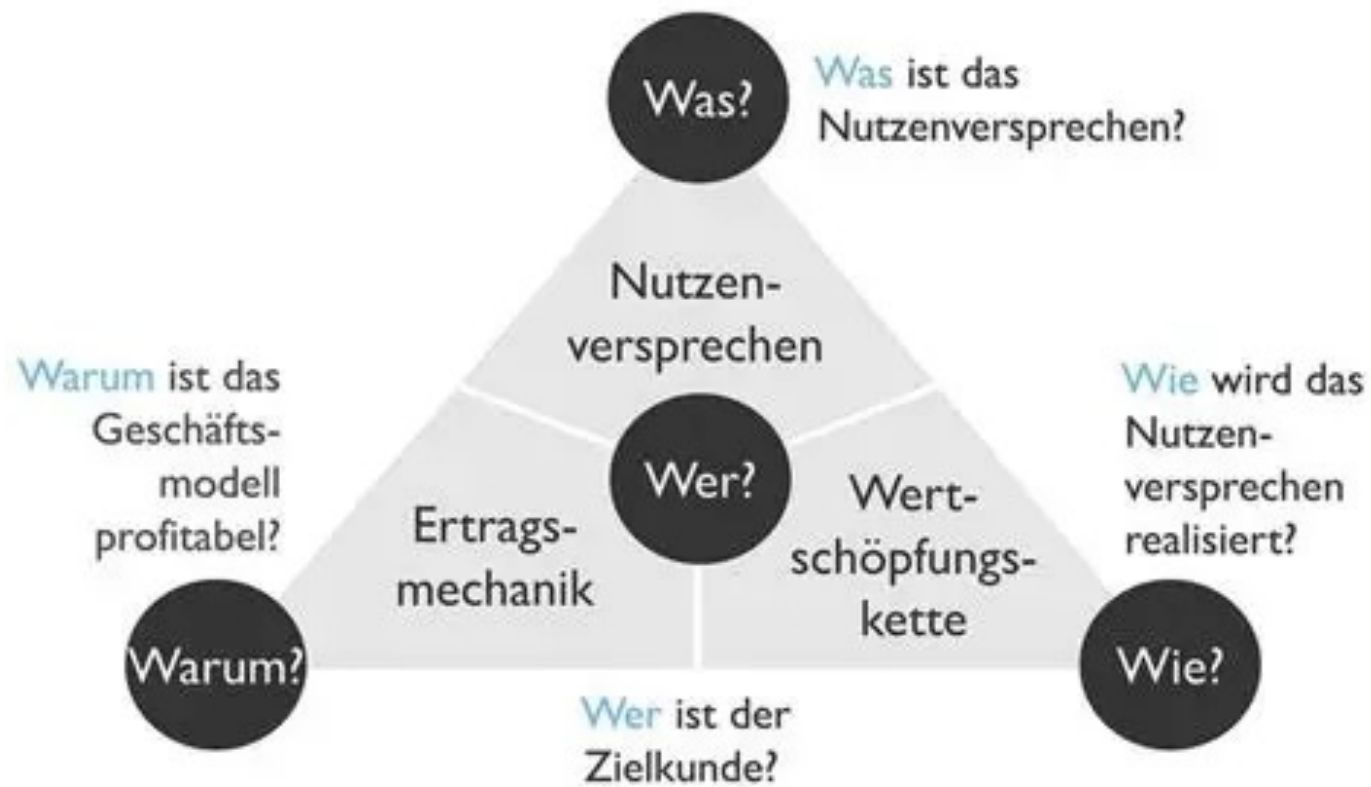 Was?
Was ist das
Nutzenversprechen?
Nutzen-
versprechen
Warum ist das
Geschäfts-
modell
profitabel?
Wie wird das
Nutzen-
versprechen
realisiert?
Wer?
Ertrags-
mechanik
Wert-
schöpfungs-
kette
Warum?
Wie?
Wer ist der
Zielkunde?